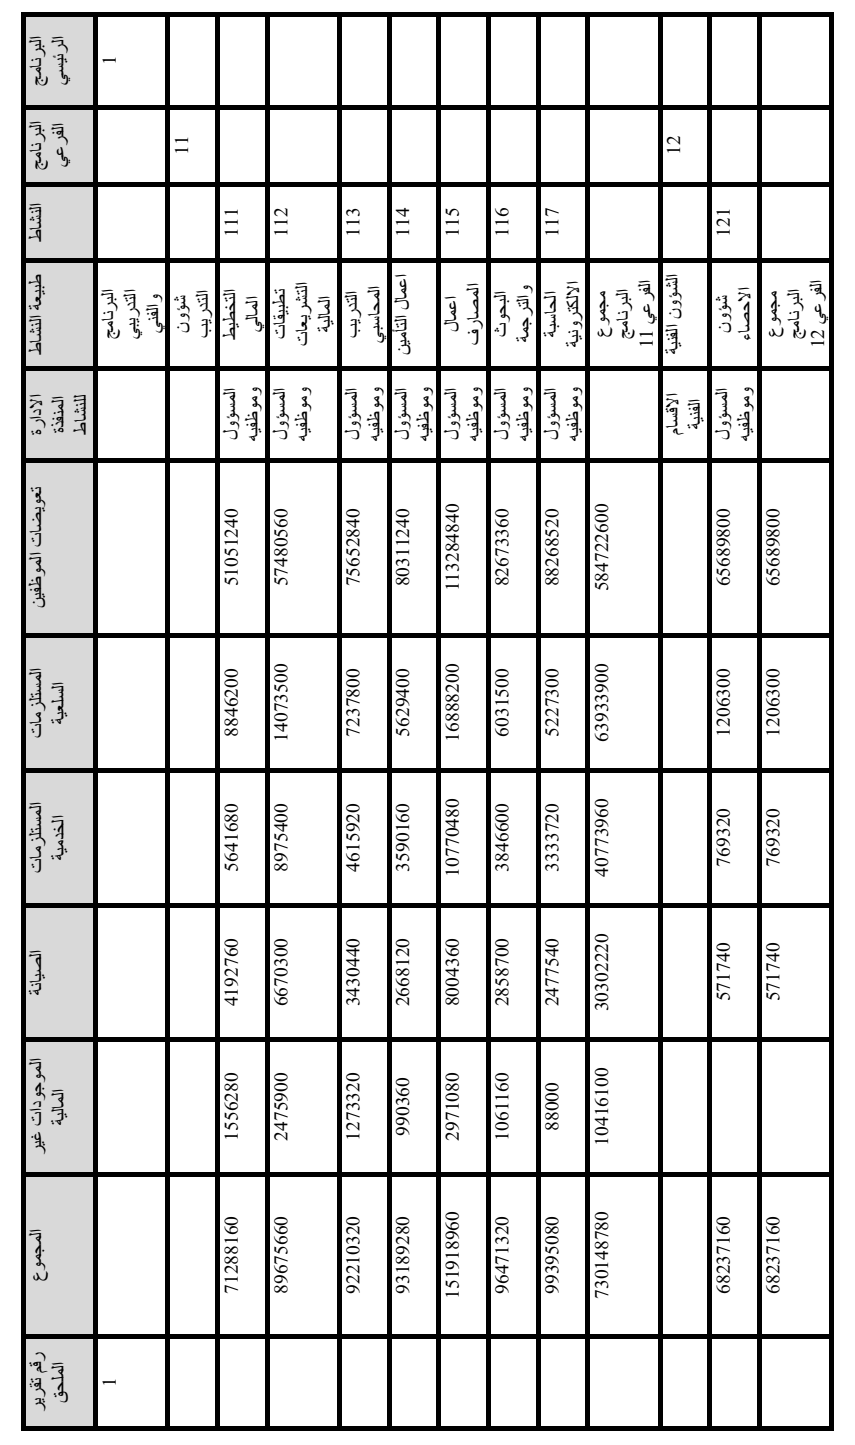 البرنامج الرئيسي
البرنامج الفرعي
النشاط
طبيعة النشاط
الادارة المنفذة للنشاط
تعويضات الموظفين
المستلزمات السلعية
المستلزمات الخدمية
الصيانة
الموجودات غير المالية
المجموع
رقم تقرير الملحق
1
البرنامج التدريبي والفني
1
11
شؤون التدريب
111
التخطيط المالي
المسؤول وموظفيه
51051240
8846200
5641680
4192760
1556280
71288160
112
تطبيقات التشريعات المالية
المسؤول وموظفيه
57480560
14073500
8975400
6670300
2475900
89675660
113
التدريب المحاسبي
المسؤول وموظفيه
75652840
7237800
4615920
3430440
1273320
92210320
114
اعمال التامين
المسؤول وموظفيه
80311240
5629400
3590160
2668120
990360
93189280
115
اعمال المصارف
المسؤول وموظفيه
113284840
16888200
10770480
8004360
2971080
151918960
116
البحوث والترجمة
المسؤول وموظفيه
82673360
6031500
3846600
2858700
1061160
96471320
117
الحاسبة الالكترونية
المسؤول وموظفيه
88268520
5227300
3333720
2477540
88000
99395080
مجموع البرنامج الفرعي 11
584722600
63933900
40773960
30302220
10416100
730148780
12
الشؤون الفنية
الاقسام الفنية
121
شؤون الاحصاء
المسؤول وموظفيه
65689800
1206300
769320
571740
68237160
مجموع البرنامج الفرعي 12
65689800
1206300
769320
571740
68237160